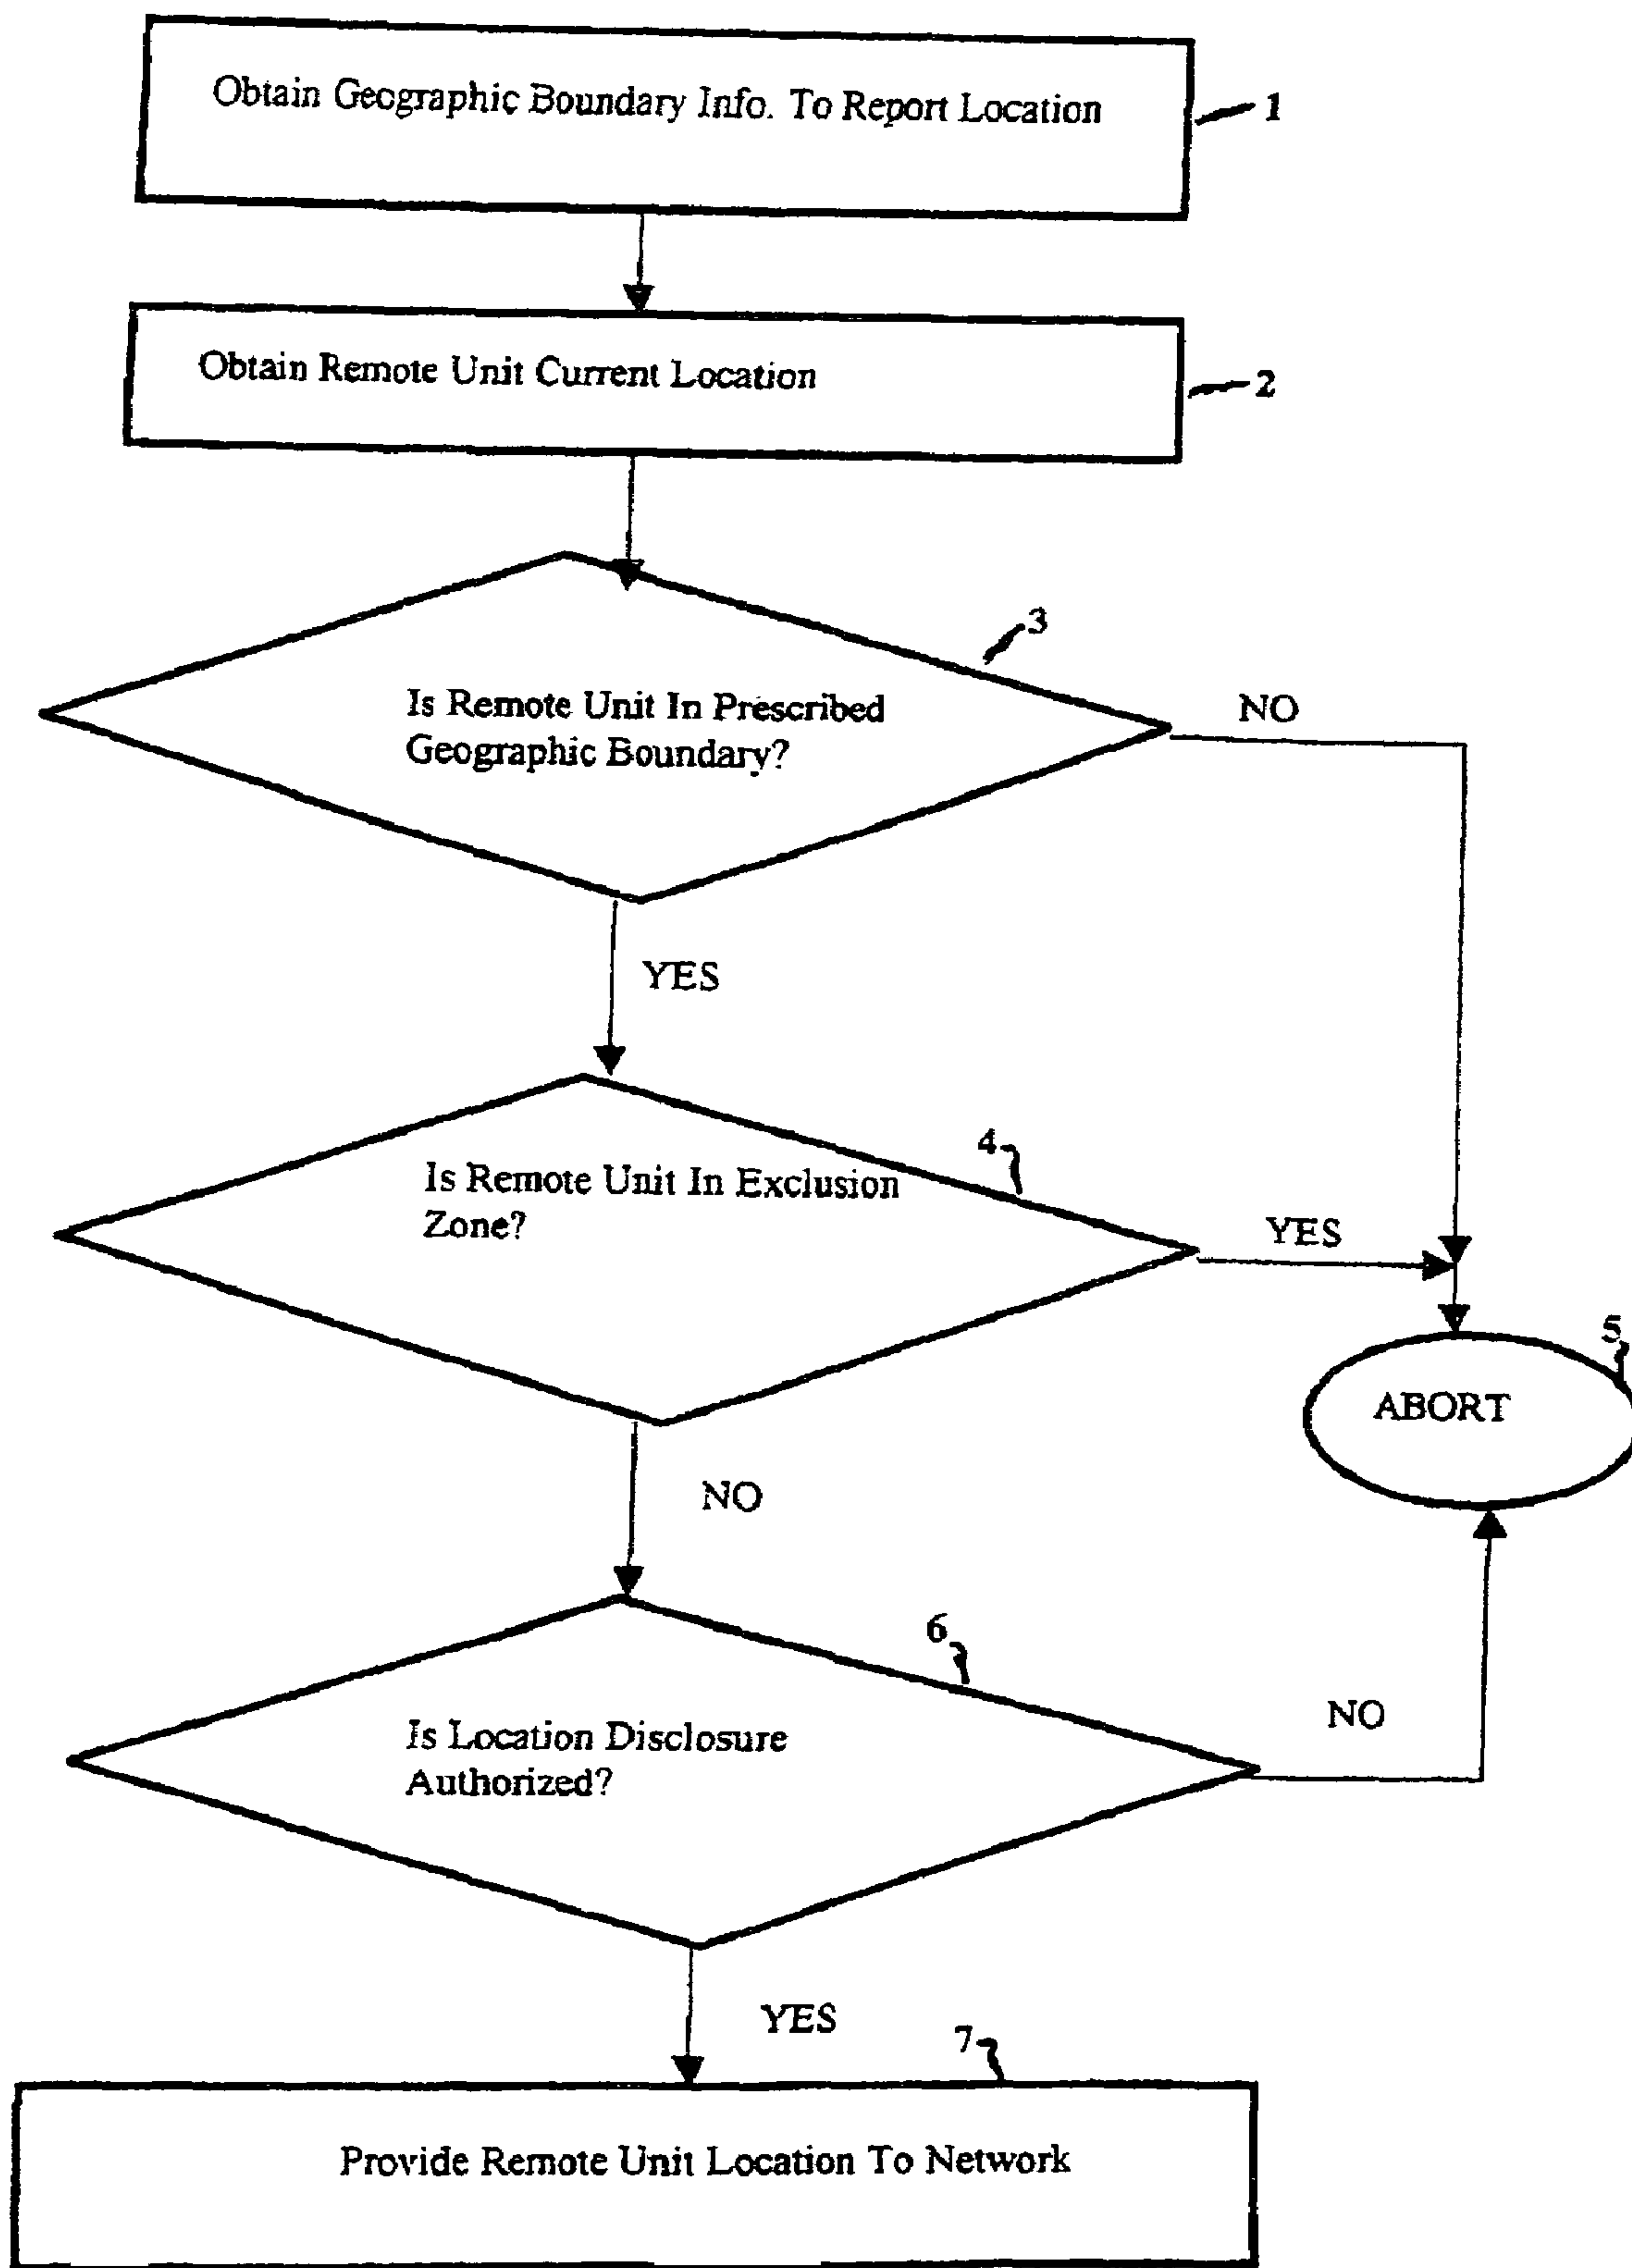 Obtain Geographic Boundary Info. To Report Location
1
Obtain Remote Unit Current Location
2
3
Is Remote Unit In Prescribed
Geographic Boundary?
NO
YES
4
Is Remote Unit In Exclusion
Zone?
YES
5
ABORT
NO
6
Is Location Disclosure
Authorized?
NO
YES
7
Provide Remote Unit Location To Network